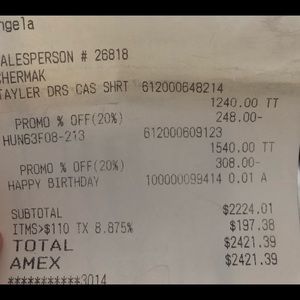 ngela
ALESPERSON # 26818
CHERMAK
TAYLER DRS CAS SHRT 612000648214
1240.00 TT
PROMO % OFF(20%) 248.00-
HUN63F08-213 612000609123
1540.00 TT
PROMO % OFF(20%) 308.00-
HAPPY BIRTHDAY 100000099414 0.01 A
SUBTOTAL $2224.01
ITMS>$110 TX 8.875% $197.38
TOTAL $2421.39
AMEX $2421.39
***********3014